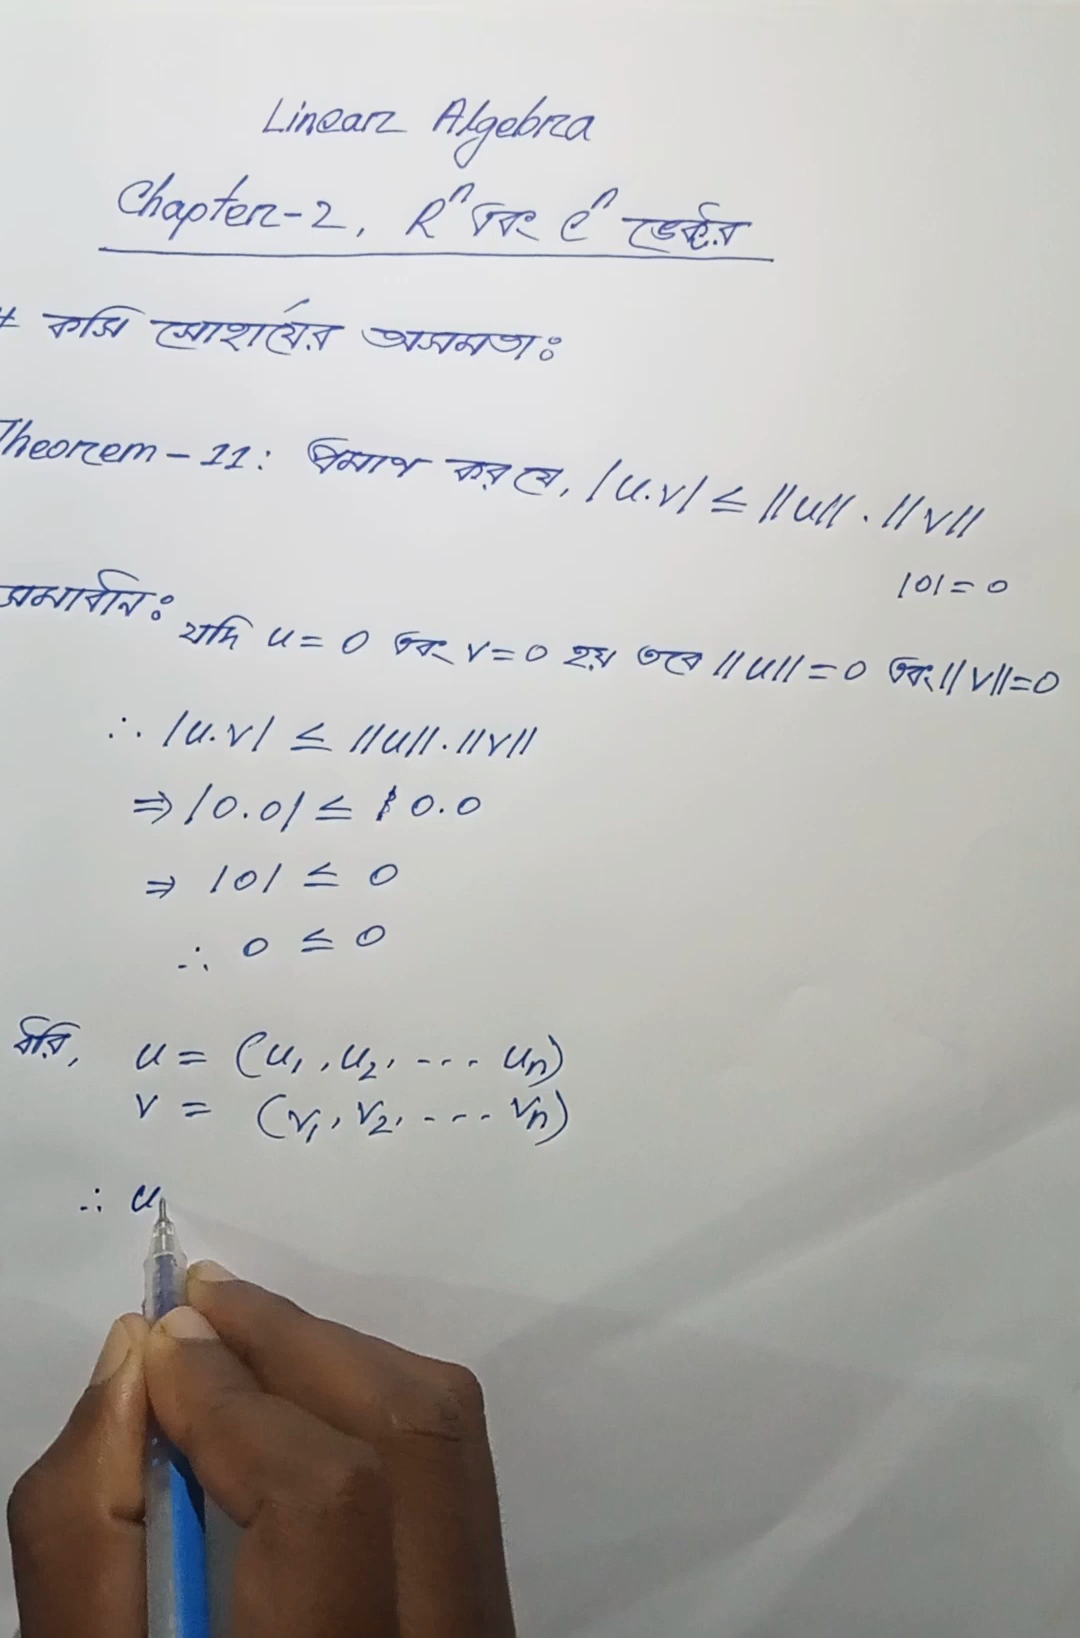 Linear Algebra
Chapter-2, Rⁿ এবং Cⁿ ভেক্টর
# কসি সোহার্যের অসমতাঃ
Theorem - 11: প্রমাণ কর যে, |u.v| ≤ ||u|| . ||v||
|0| = 0
সমাধানঃ
যদি u = 0 এবং v = 0 হয় তবে ||u|| = 0 এবং ||v|| = 0
∴ |u.v| ≤ ||u||.||v||
⇒ |0.0| ≤ 0.0
⇒ |0| ≤ 0
∴ 0 ≤ 0
ধরি, u = (u₁, u₂, ---- uₙ)
v = (v₁, v₂, ---- vₙ)
∴ u